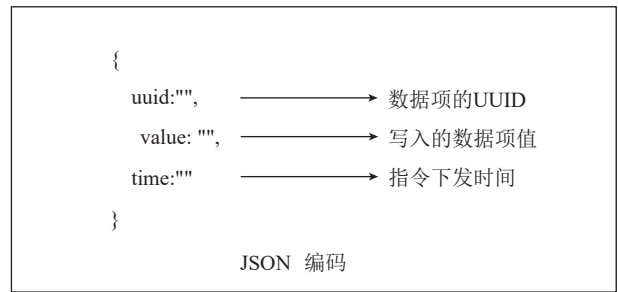 {
uuid:"", 数据项的UUID
value: "", 写入的数据项值
time:"" 指令下发时间
}
JSON 编码